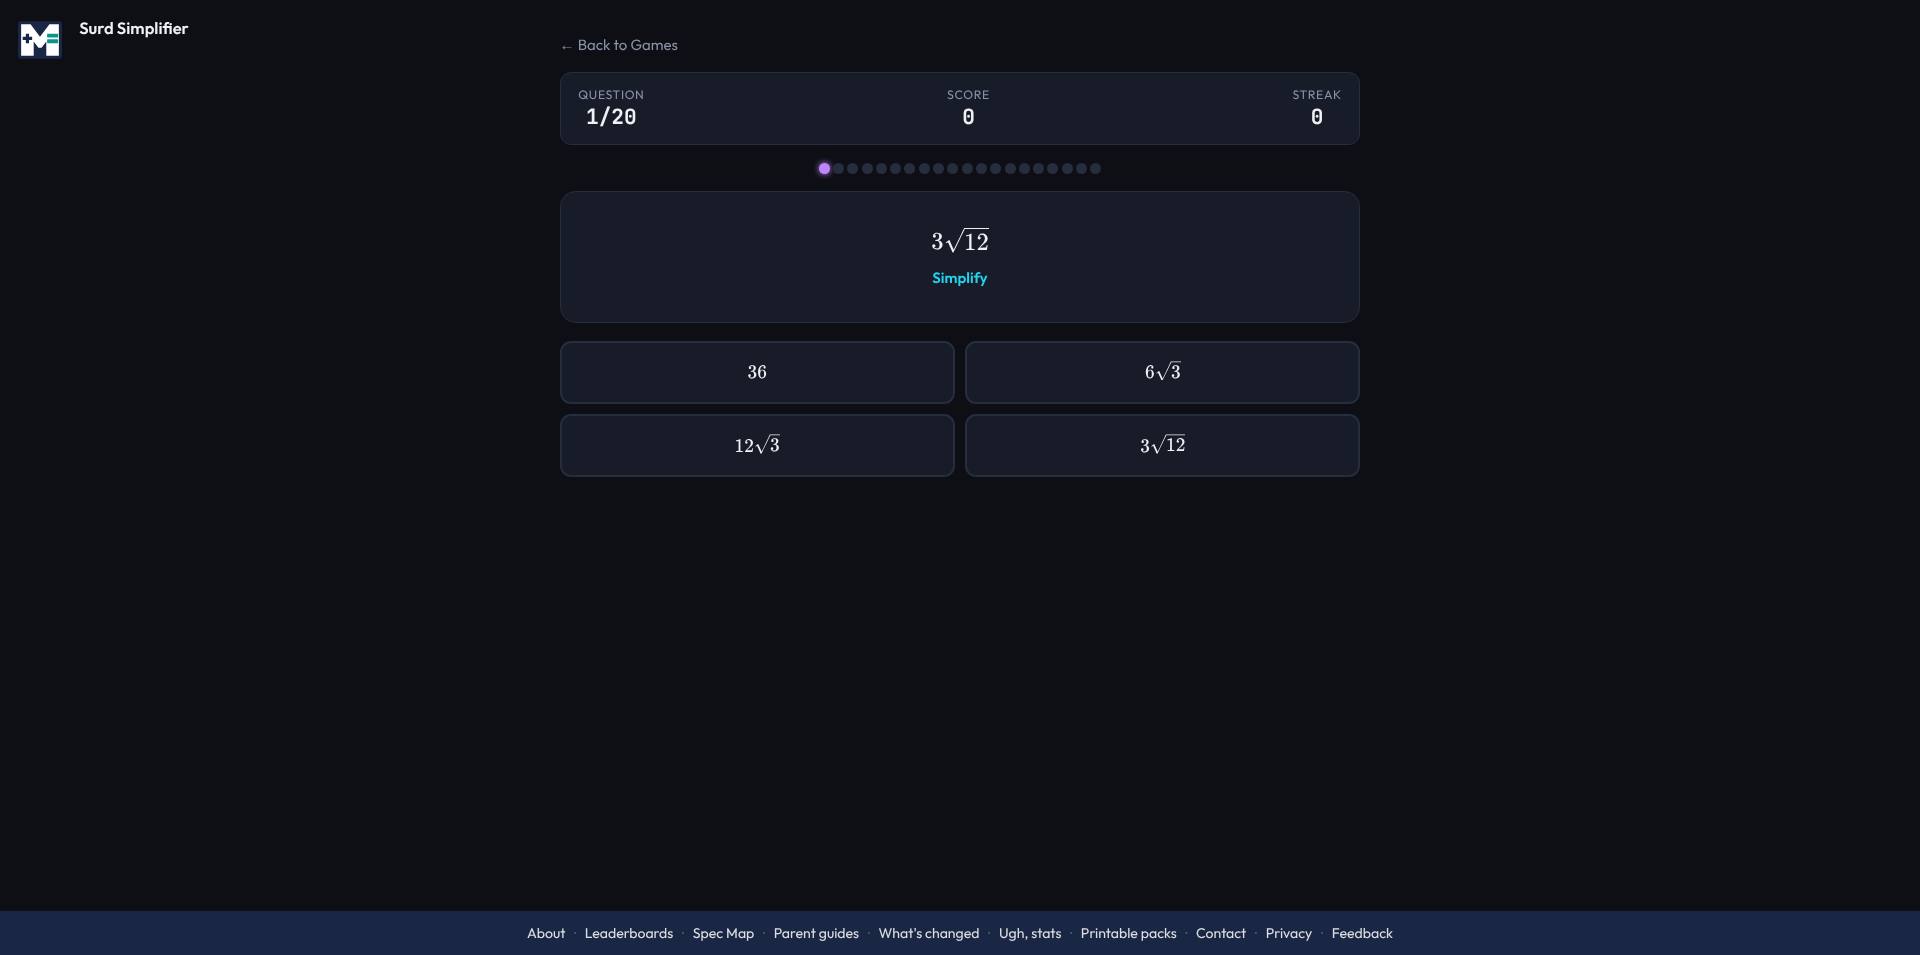 Surd Simplifier
← Back to Games
QUESTION SCORE STREAK
1/20 0 0
3√12
Simplify
36 6√3
12√3 3√12
About · Leaderboards · Spec Map · Parent guides · What's changed · Ugh, stats · Printable packs · Contact · Privacy · Feedback